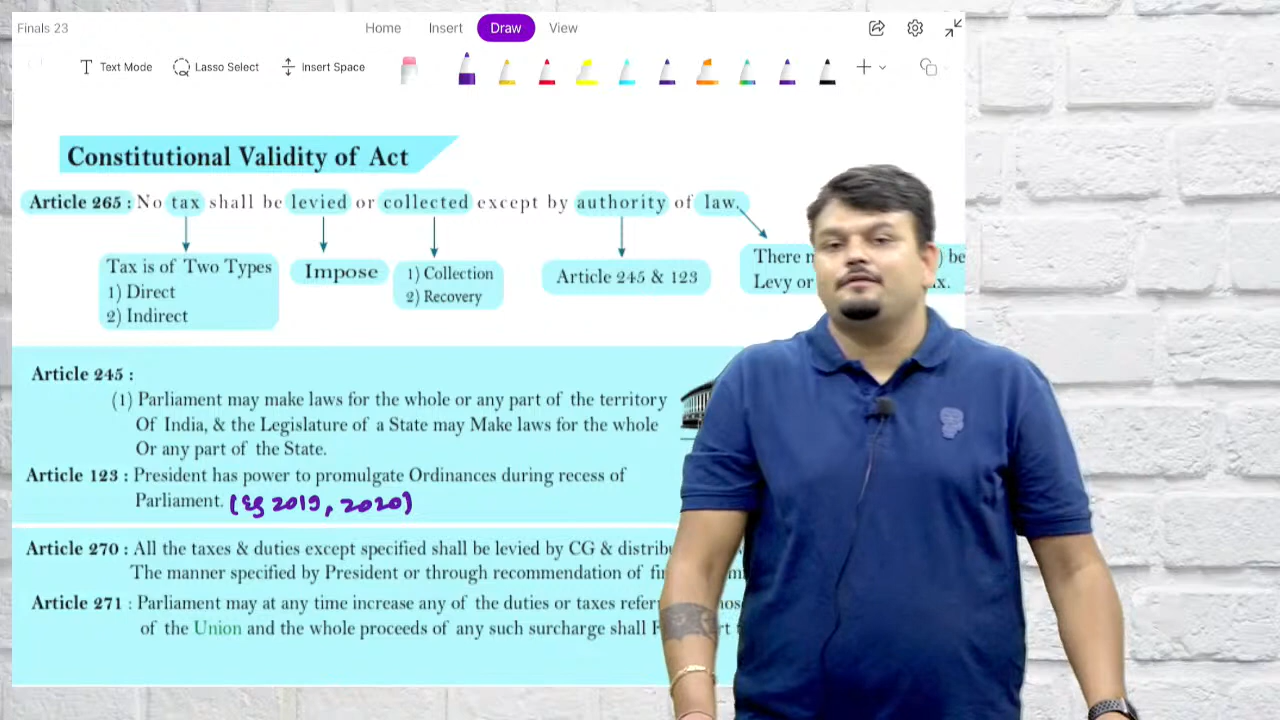 Finals 23
Home Insert Draw View
Text Mode Lasso Select Insert Space
Constitutional Validity of Act
Article 265 : No tax shall be levied or collected except by authority of law.
Tax is of Two Types
1) Direct
2) Indirect
Impose
1) Collection
2) Recovery
Article 245 & 123
There ) be
Levy or
Article 245 :
(1) Parliament may make laws for the whole or any part of the territory
Of India, & the Legislature of a State may Make laws for the whole
Or any part of the State.
Article 123 : President has power to promulgate Ordinances during recess of
Parliament. (Eg 2019, 2020)
Article 270 : All the taxes & duties except specified shall be levied by CG &
The manner specified by President or through recommendation of
Article 271 : Parliament may at any time increase any of the duties or taxes
of the Union and the whole proceeds of any such surcharge shall